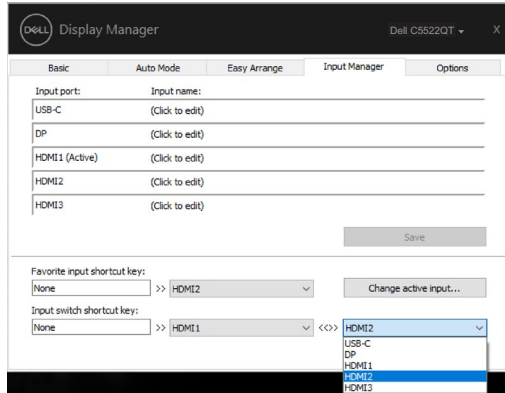 DELL Display Manager Dell C5522QT X
Basic Auto Mode Easy Arrange Input Manager Options
Input port: Input name:
USB-C (Click to edit)
DP (Click to edit)
HDMI1 (Active) (Click to edit)
HDMI2 (Click to edit)
HDMI3 (Click to edit)
Save
Favorite input shortcut key:
None >> HDMI2 Change active input...
Input switch shortcut key:
None >> HDMI1 <<>> HDMI2
USB-C
DP
HDMI1
HDMI2
HDMI3